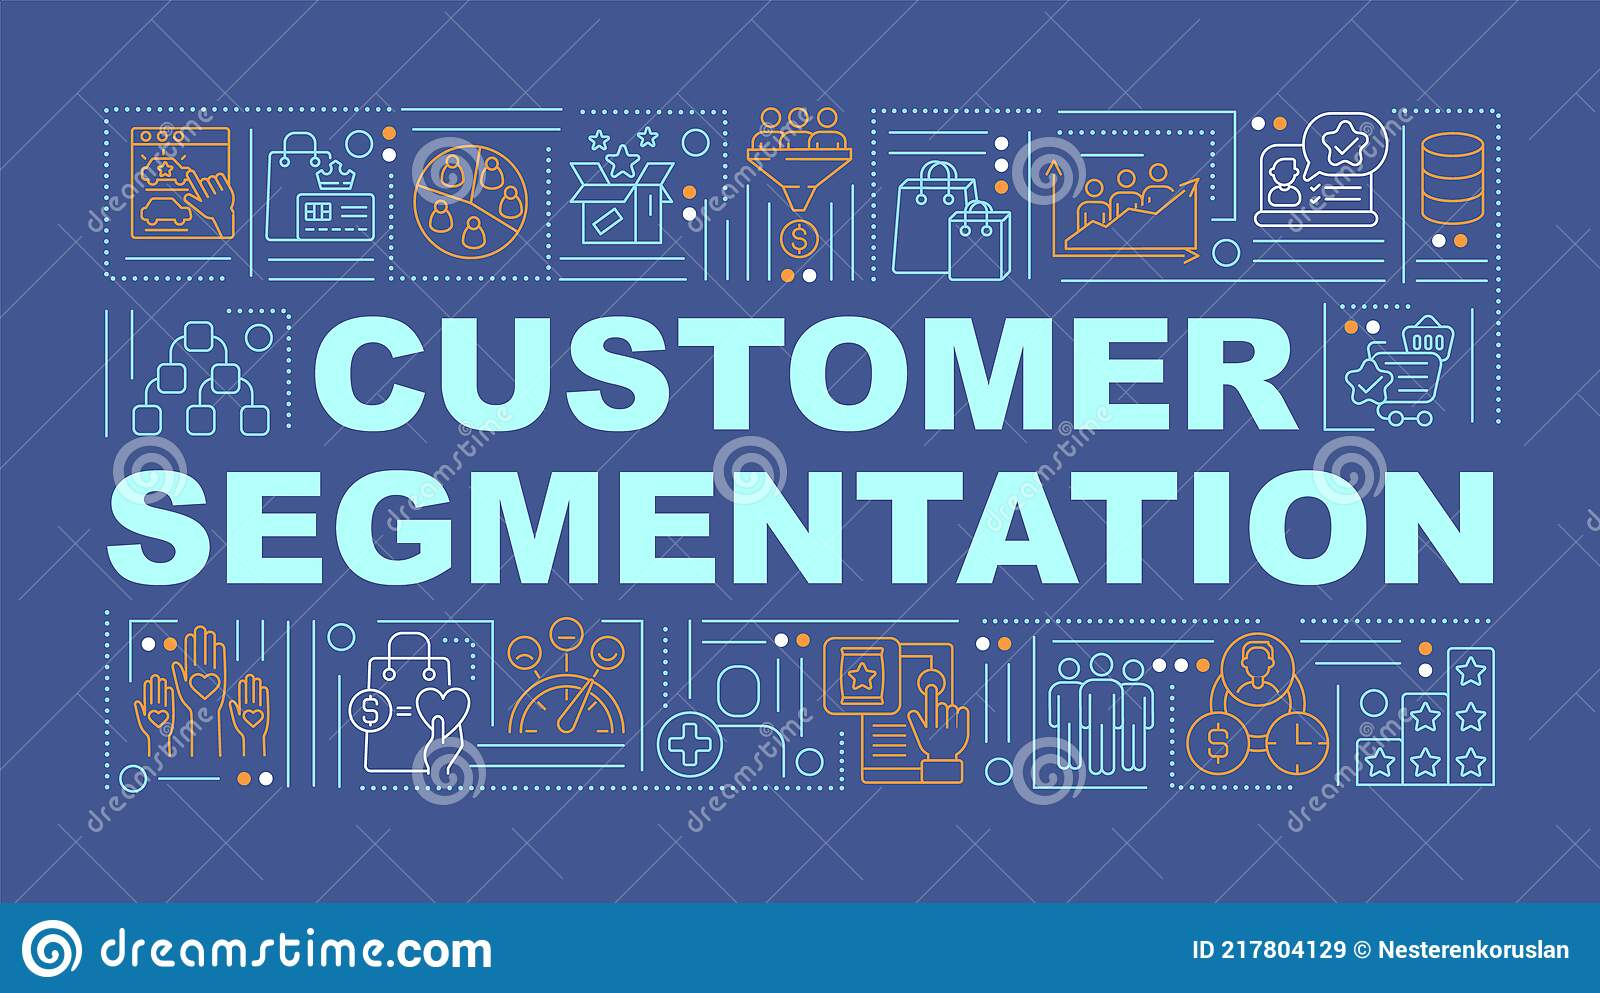 CUSTOMER
SEGMENTATION
dreamstime.com
ID 217804129 © Nesterenkoruslan